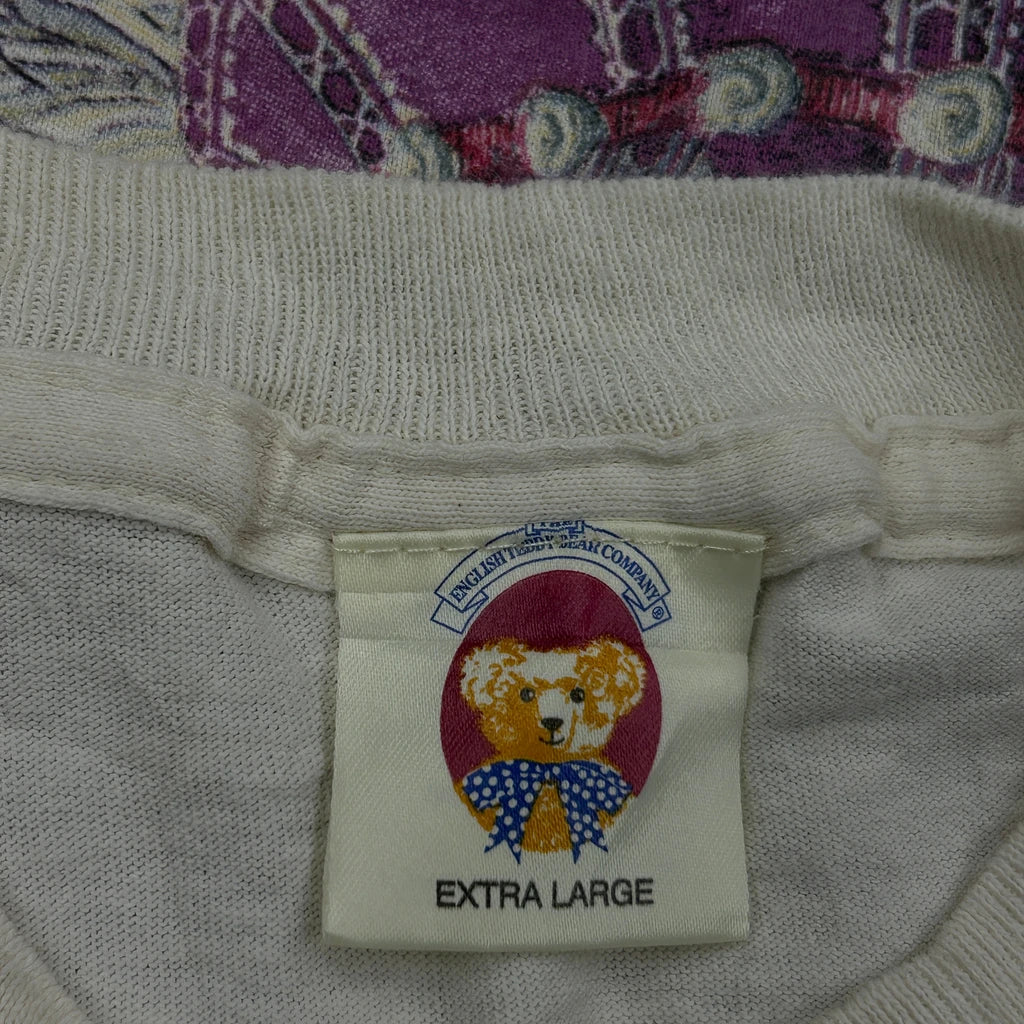 THE
ENGLISH TEDDY BEAR COMPANY ®
EXTRA LARGE